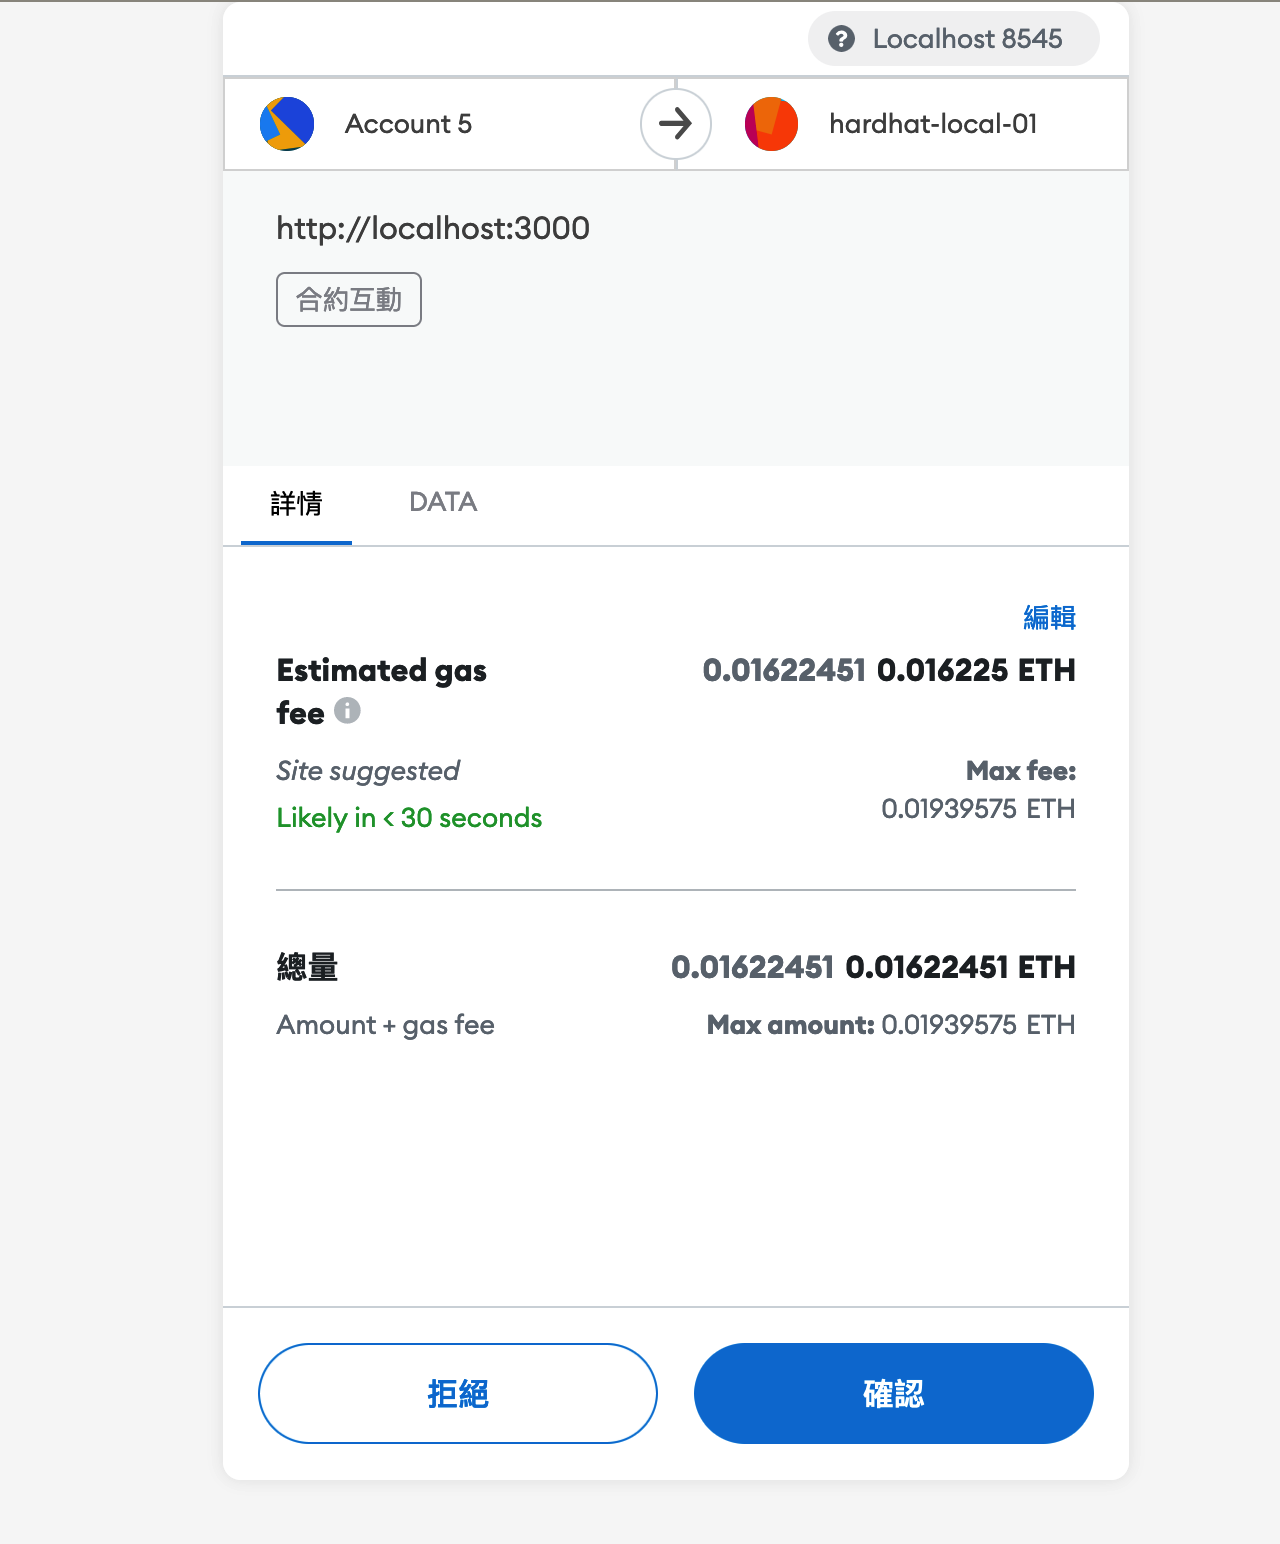 Localhost 8545
Account 5
hardhat-local-01
http://localhost:3000
合約互動
詳情
DATA
編輯
Estimated gas fee 0.01622451 0.016225 ETH
Site suggested
Likely in < 30 seconds
Max fee:
0.01939575 ETH
總量 0.01622451 0.01622451 ETH
Amount + gas fee Max amount: 0.01939575 ETH
拒絕
確認